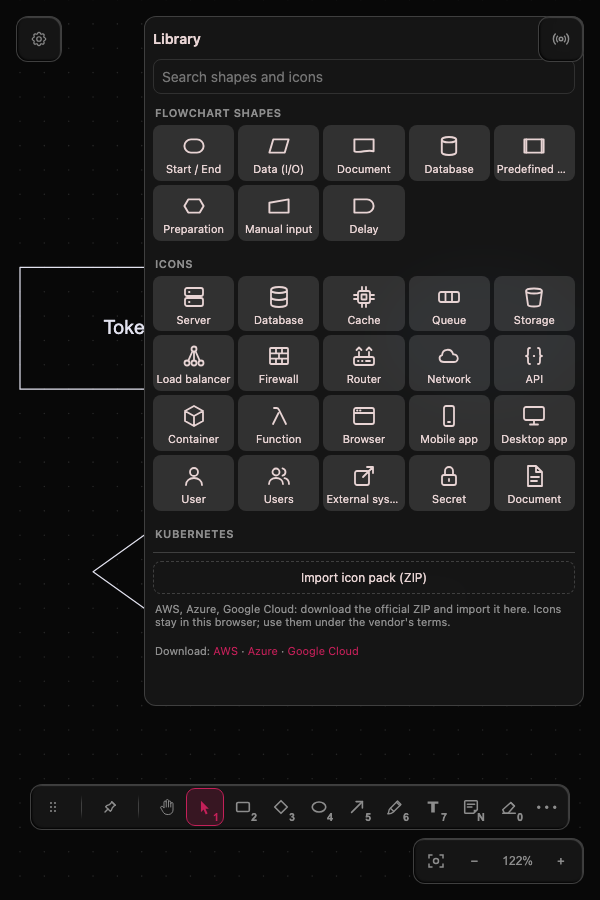 Library
Search shapes and icons
FLOWCHART SHAPES
Start / End
Data (I/O)
Document
Database
Predefined ...
Preparation
Manual input
Delay
ICONS
Server
Database
Cache
Queue
Storage
Load balancer
Firewall
Router
Network
API
Container
Function
Browser
Mobile app
Desktop app
User
Users
External sys...
Secret
Document
KUBERNETES
Import icon pack (ZIP)
AWS, Azure, Google Cloud: download the official ZIP and import it here. Icons
stay in this browser; use them under the vendor's terms.
Download: AWS · Azure · Google Cloud
Toke
1 2 3 4 5 6 T 7 N 0
122%